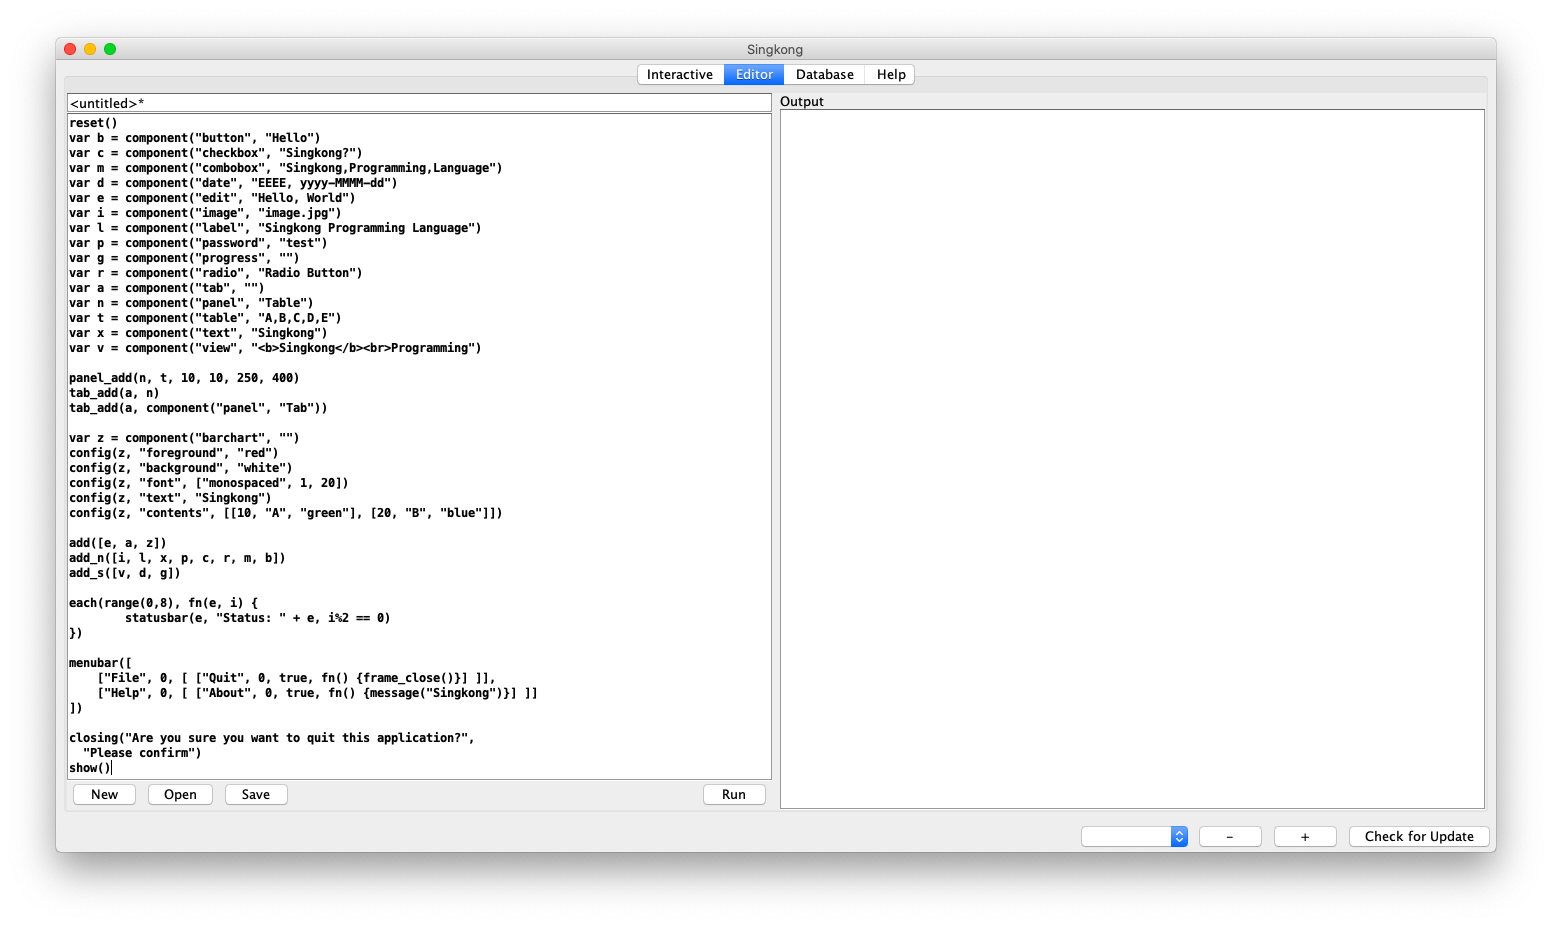 Singkong
Interactive Editor Database Help
<untitled>*
Output
reset()
var b = component("button", "Hello")
var c = component("checkbox", "Singkong?")
var m = component("combobox", "Singkong,Programming,Language")
var d = component("date", "EEEE, yyyy-MMMM-dd")
var e = component("edit", "Hello, World")
var i = component("image", "image.jpg")
var l = component("label", "Singkong Programming Language")
var p = component("password", "test")
var g = component("progress", "")
var r = component("radio", "Radio Button")
var a = component("tab", "")
var n = component("panel", "Table")
var t = component("table", "A,B,C,D,E")
var x = component("text", "Singkong")
var v = component("view", "<b>Singkong</b><br>Programming")
panel_add(n, t, 10, 10, 250, 400)
tab_add(a, n)
tab_add(a, component("panel", "Tab"))
var z = component("barchart", "")
config(z, "foreground", "red")
config(z, "background", "white")
config(z, "font", ["monospaced", 1, 20])
config(z, "text", "Singkong")
config(z, "contents", [[10, "A", "green"], [20, "B", "blue"]])
add([e, a, z])
add_n([i, l, x, p, c, r, m, b])
add_s([v, d, g])
each(range(0,8), fn(e, i) {
statusbar(e, "Status: " + e, i%2 == 0)
})
menubar([
["File", 0, [ ["Quit", 0, true, fn() {frame_close()}] ]],
["Help", 0, [ ["About", 0, true, fn() {message("Singkong")}] ]]
])
closing("Are you sure you want to quit this application?",
"Please confirm")
show()
New Open Save Run
- + Check for Update